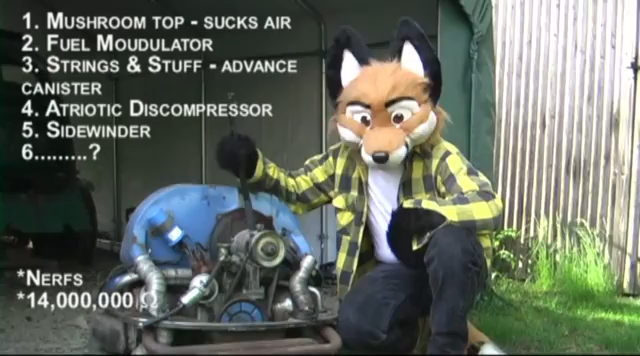 1. Mushroom top - sucks air
2. Fuel Moudulator
3. Strings & Stuff - advance
canister
4. Atriotic Discompressor
5. Sidewinder
6.........?
*Nerfs
*14,000,000 Ω